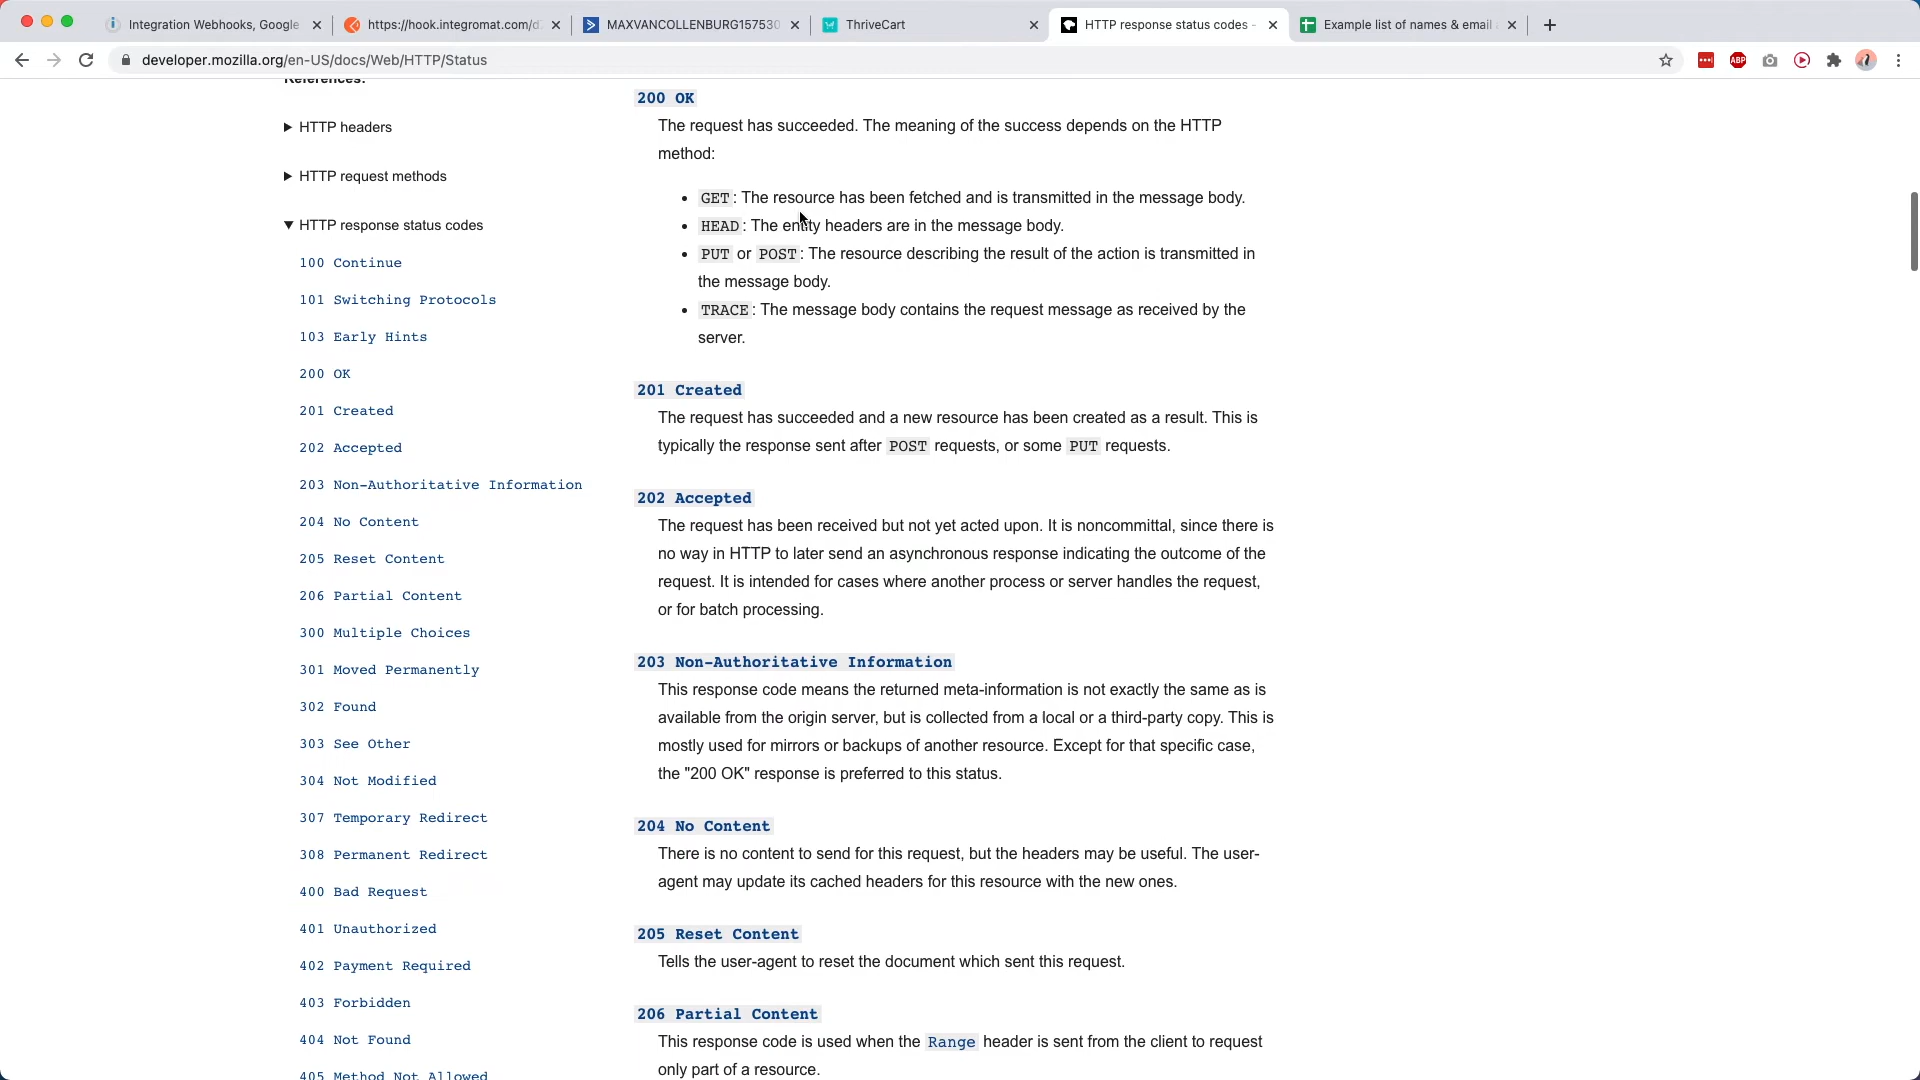 Integration Webhooks, Google
https://hook.integromat.com/d
MAXVANCOLLENBURG157530
ThriveCart
HTTP response status codes -
Example list of names & email
developer.mozilla.org/en-US/docs/Web/HTTP/Status
ABP
References:
HTTP headers
HTTP request methods
HTTP response status codes
100 Continue
101 Switching Protocols
103 Early Hints
200 OK
201 Created
202 Accepted
203 Non-Authoritative Information
204 No Content
205 Reset Content
206 Partial Content
300 Multiple Choices
301 Moved Permanently
302 Found
303 See Other
304 Not Modified
307 Temporary Redirect
308 Permanent Redirect
400 Bad Request
401 Unauthorized
402 Payment Required
403 Forbidden
404 Not Found
405 Method Not Allowed
200 OK
The request has succeeded. The meaning of the success depends on the HTTP
method:
• GET: The resource has been fetched and is transmitted in the message body.
• HEAD: The entity headers are in the message body.
• PUT or POST: The resource describing the result of the action is transmitted in
the message body.
• TRACE: The message body contains the request message as received by the
server.
201 Created
The request has succeeded and a new resource has been created as a result. This is
typically the response sent after POST requests, or some PUT requests.
202 Accepted
The request has been received but not yet acted upon. It is noncommittal, since there is
no way in HTTP to later send an asynchronous response indicating the outcome of the
request. It is intended for cases where another process or server handles the request,
or for batch processing.
203 Non-Authoritative Information
This response code means the returned meta-information is not exactly the same as is
available from the origin server, but is collected from a local or a third-party copy. This is
mostly used for mirrors or backups of another resource. Except for that specific case,
the "200 OK" response is preferred to this status.
204 No Content
There is no content to send for this request, but the headers may be useful. The user-
agent may update its cached headers for this resource with the new ones.
205 Reset Content
Tells the user-agent to reset the document which sent this request.
206 Partial Content
This response code is used when the Range header is sent from the client to request
only part of a resource.